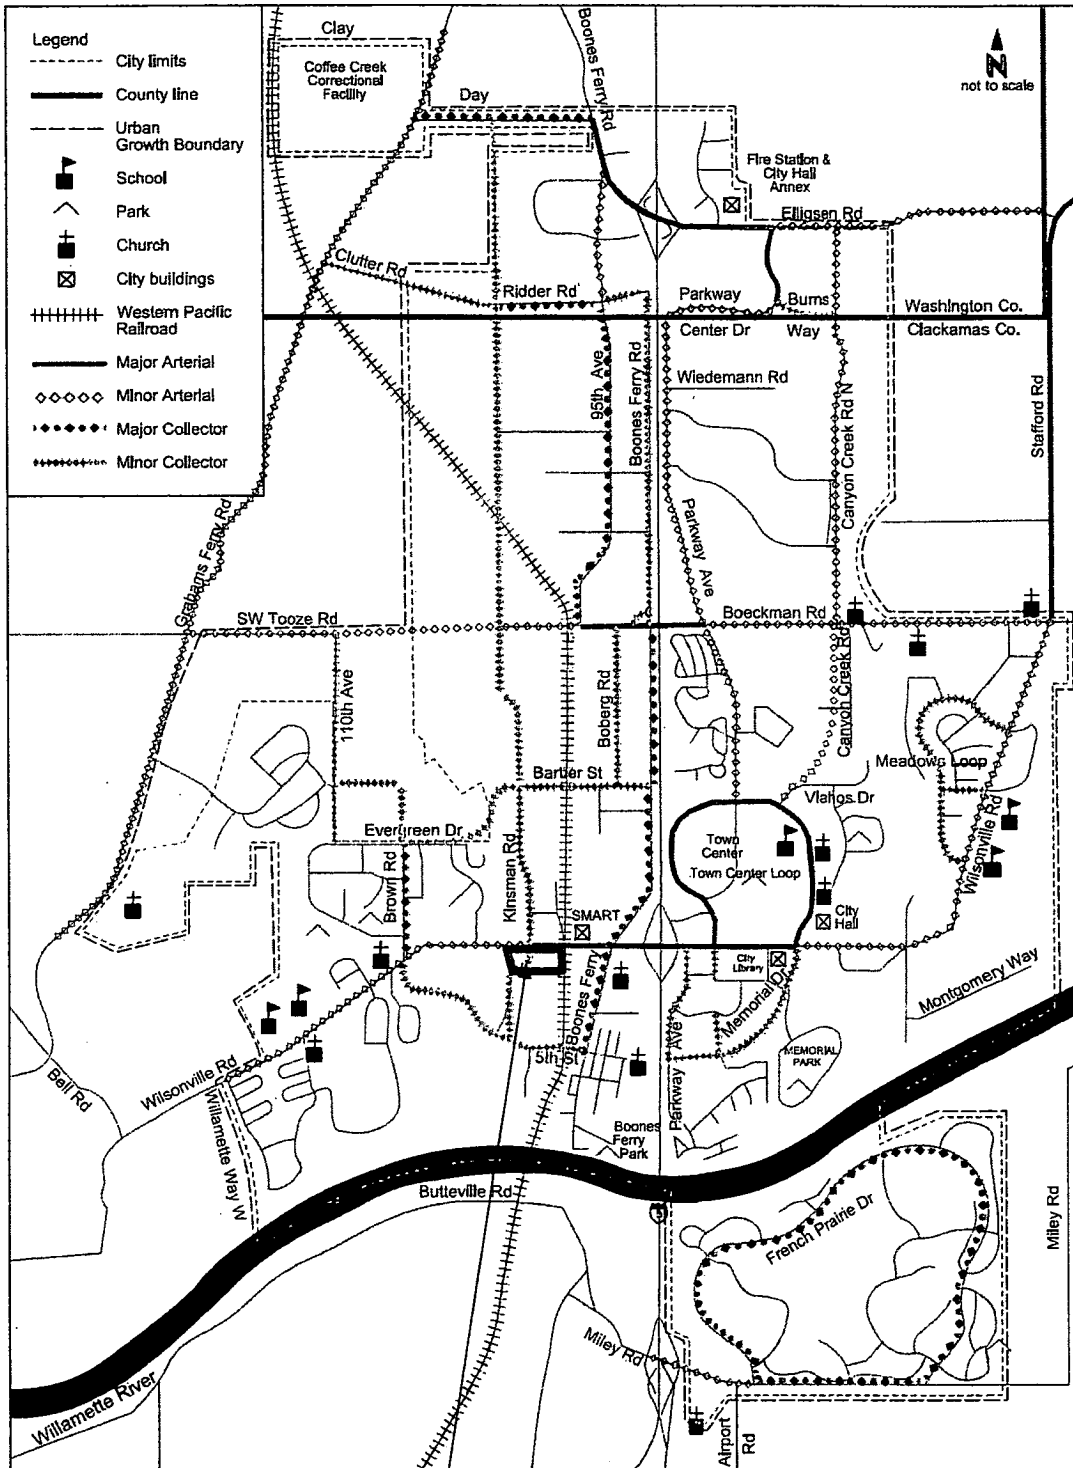 Legend
City limits
County line
Urban
Growth Boundary
School
Park
Church
City buildings
Western Pacific
Railroad
Major Arterial
Minor Arterial
Major Collector
Minor Collector
Clay
Coffee Creek
Correctional
Facility
Day
Boones Ferry Rd
N
not to scale
Fire Station &
City Hall
Annex
Elligsen Rd
Clutter Rd
Ridder Rd
Parkway
Center Dr
Burns
Way
Washington Co.
Clackamas Co.
95th Ave
Boones Ferry Rd
Wiedemann Rd
Canyon Creek Rd N
Stafford Rd
Grahams Ferry Rd
Parkway Ave
SW Tooze Rd
Boeckman Rd
110th Ave
Boberg Rd
Canyon Creek Rd
Meadows Loop
Barber St
Vlahos Dr
Evergreen Dr
Town
Center
Town Center Loop
Wilsonville Rd
Brown Rd
Kinsman Rd
SMART
City
Hall
City
Library
Boones Ferry
Memorial Dr
Montgomery Way
5th St
Parkway Ave
MEMORIAL
PARK
Bell Rd
Wilsonville Rd
Willamette Way W
Boones
Ferry
Park
Butteville Rd
5
French Prairie Dr
Miley Rd
Miley Rd
Willamette River
Airport
Rd